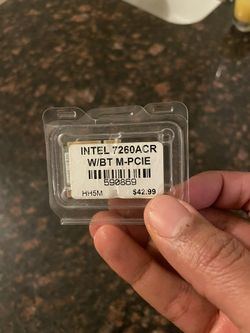 INTEL 7260ACR
W/BT M-PCIE
590869
HH5M $42.99